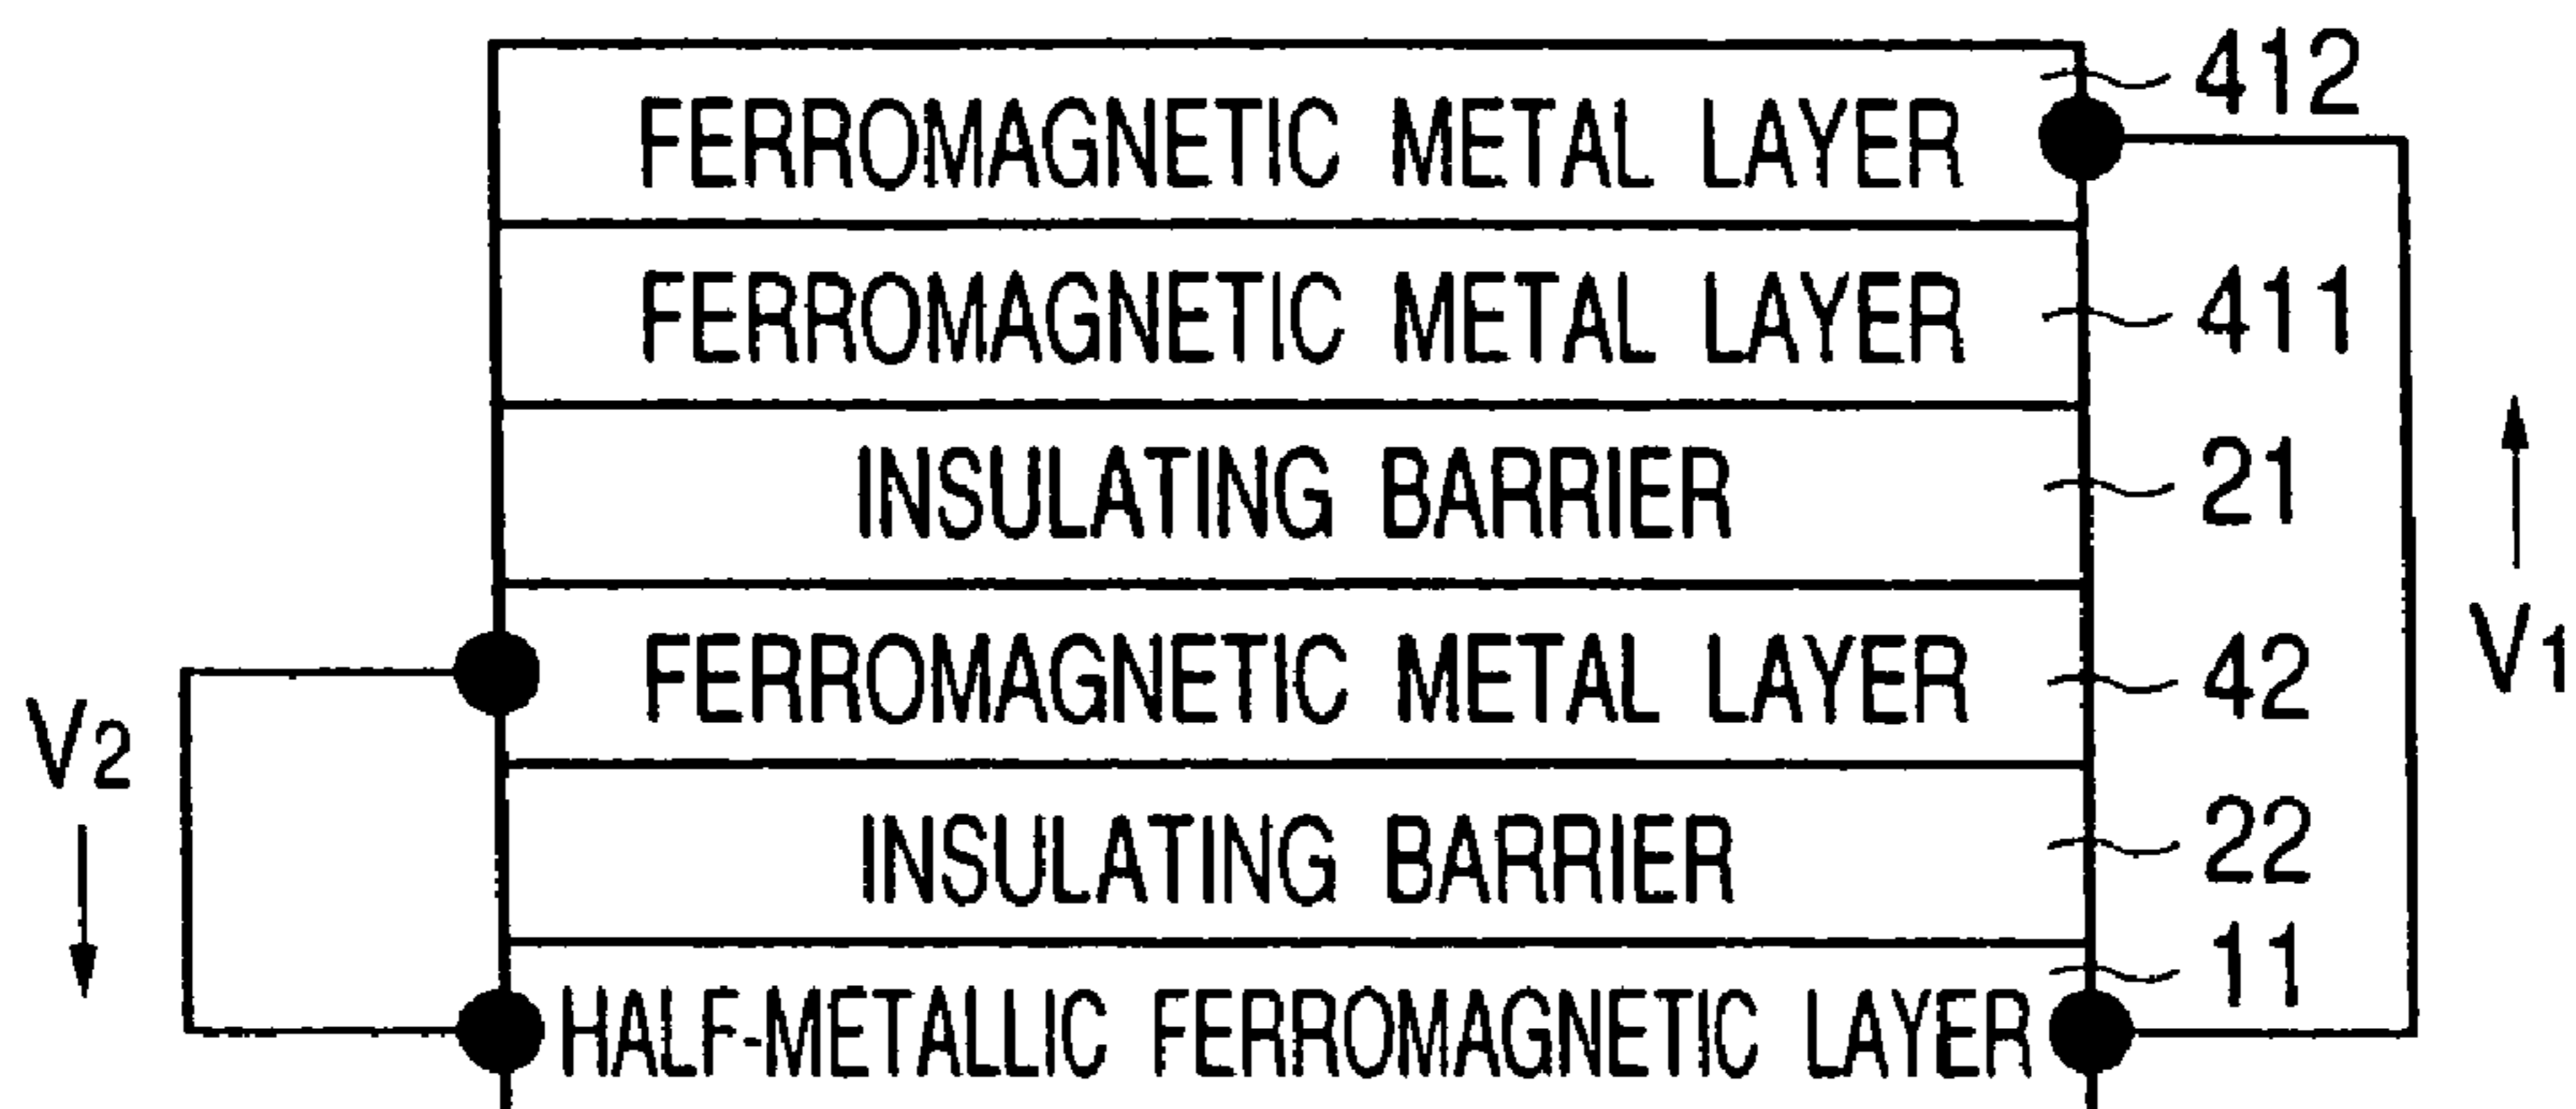 FERROMAGNETIC METAL LAYER 412
FERROMAGNETIC METAL LAYER 411
INSULATING BARRIER 21
FERROMAGNETIC METAL LAYER 42
V1
V2
INSULATING BARRIER 22
HALF-METALLIC FERROMAGNETIC LAYER 11